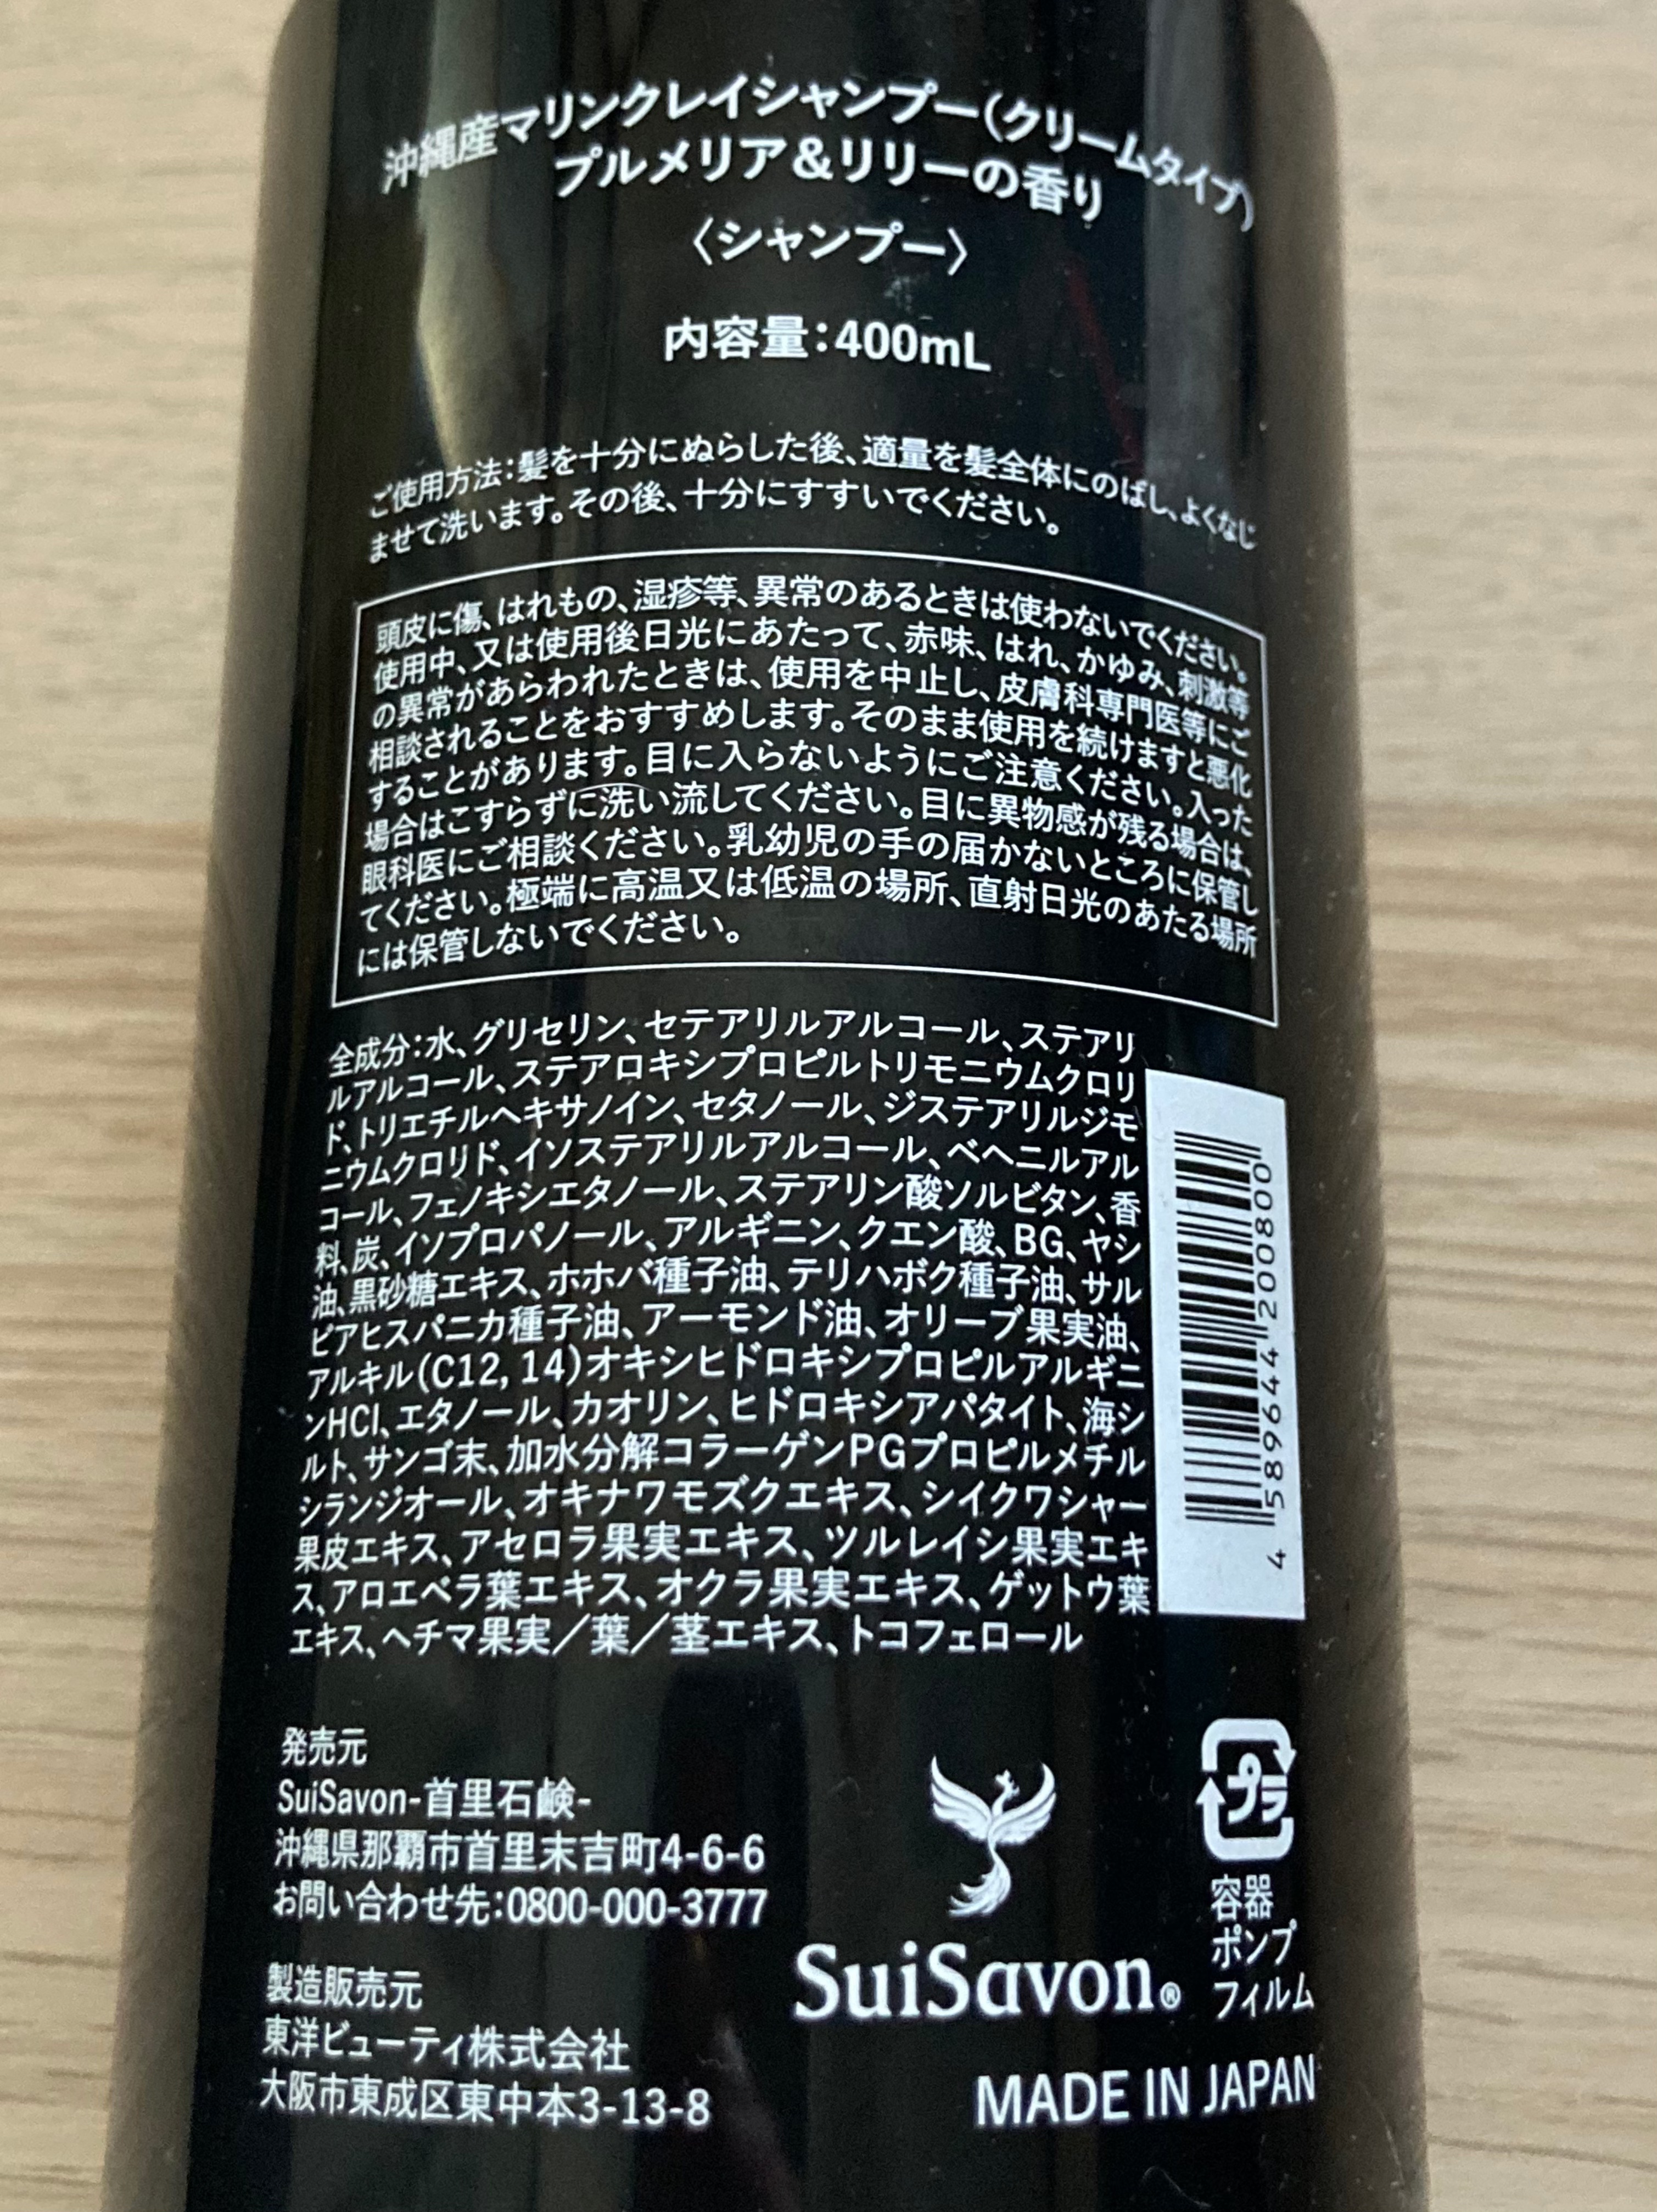 沖縄産マリンクレイシャンプー(クリームタイプ)
プルメリア&リリーの香り
〈シャンプー〉
内容量:400mL
ご使用方法:髪を十分にぬらした後、適量を髪全体にのばし、よくなじ
ませて洗います。その後、十分にすすいでください。
頭皮に傷、はれもの、湿疹等、異常のあるときは使わないでください。
使用中、又は使用後日光にあたって、赤味、はれ、かゆみ、刺激等
の異常があらわれたときは、使用を中止し、皮膚科専門医等にご
相談されることをおすすめします。そのまま使用を続けますと悪化
することがあります。目に入らないようにご注意ください。入った
場合はこすらずに洗い流してください。目に異物感が残る場合は、
眼科医にご相談ください。乳幼児の手の届かないところに保管し
てください。極端に高温又は低温の場所、直射日光のあたる場所
には保管しないでください。
全成分:水、グリセリン、セテアリルアルコール、ステアリ
ルアルコール、ステアロキシプロピルトリモニウムクロリ
ド、トリエチルヘキサノイン、セタノール、ジステアリルジモ
ニウムクロリド、イソステアリルアルコール、ベヘニルアル
コール、フェノキシエタノール、ステアリン酸ソルビタン、香
料、炭、イソプロパノール、アルギニン、クエン酸、BG、ヤシ
油、黒砂糖エキス、ホホバ種子油、テリハボク種子油、サル
ビアヒスパニカ種子油、アーモンド油、オリーブ果実油、
アルキル(C12, 14)オキシヒドロキシプロピルアルギニ
ンHCl、エタノール、カオリン、ヒドロキシアパタイト、海シ
ルト、サンゴ末、加水分解コラーゲンPGプロピルメチル
シランジオール、オキナワモズクエキス、シイクワシャー
果皮エキス、アセロラ果実エキス、ツルレイシ果実エキ
ス、アロエベラ葉エキス、オクラ果実エキス、ゲットウ葉
エキス、ヘチマ果実/葉/茎エキス、トコフェロール
4 589644 200800
発売元
SuiSavon-首里石鹸-
沖縄県那覇市首里末吉町4-6-6
お問い合わせ先:0800-000-3777
製造販売元
東洋ビューティ株式会社
大阪市東成区東中本3-13-8
SuiSavon®
プラ
容器
ポンプ
フィルム
MADE IN JAPAN